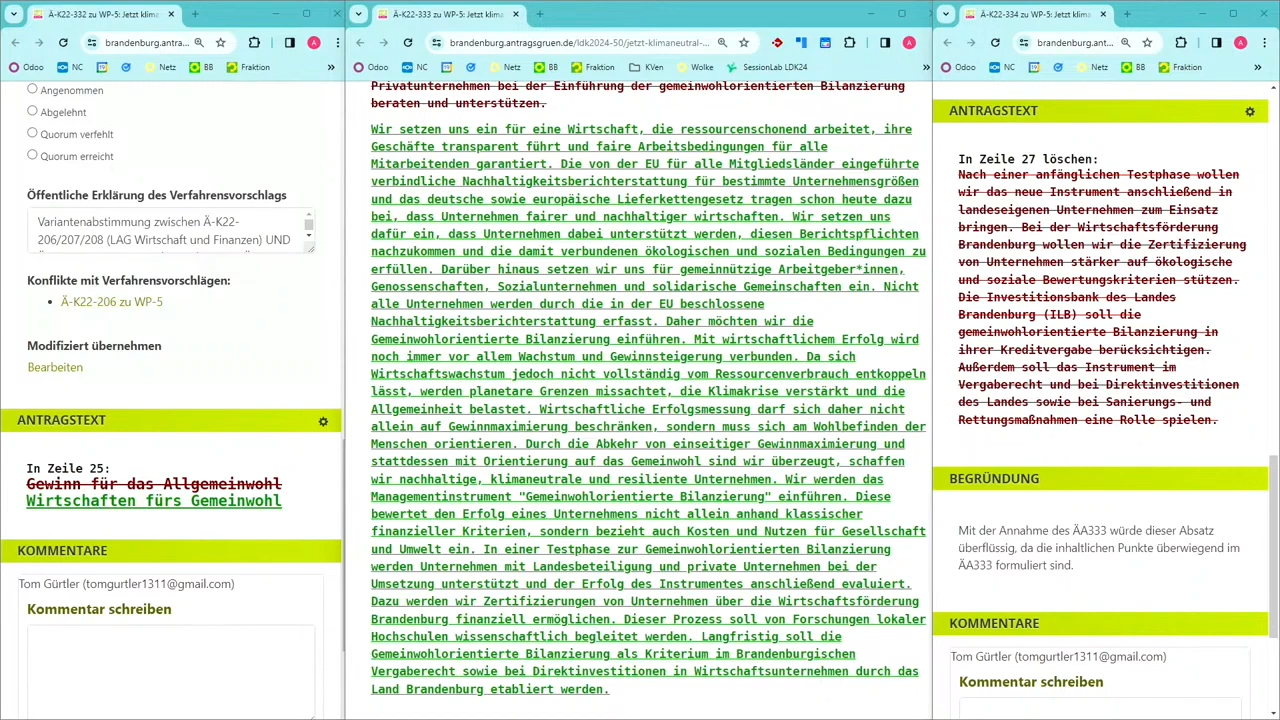 Ä-K22-332 zu WP-5: Jetzt klima
brandenburg.antra...
Odoo NC Netz BB Fraktion »
Angenommen
Abgelehnt
Quorum verfehlt
Quorum erreicht
Öffentliche Erklärung des Verfahrensvorschlags
Variantenabstimmung zwischen Ä-K22-
206/207/208 (LAG Wirtschaft und Finanzen) UND
Konflikte mit Verfahrensvorschlägen:
Ä-K22-206 zu WP-5
Modifiziert übernehmen
Bearbeiten
ANTRAGSTEXT
In Zeile 25:
Gewinn für das Allgemeinwohl
Wirtschaften fürs Gemeinwohl
KOMMENTARE
Tom Gürtler (tomgurtler1311@gmail.com)
Kommentar schreiben
Ä-K22-333 zu WP-5: Jetzt klima
brandenburg.antragsgruen.de/ldk2024-50/jetzt-klimaneutral-...
Odoo NC Netz BB Fraktion KVen Wolke SessionLab LDK24 »
Privatunternehmen bei der Einführung der gemeinwohlorientierten Bilanzierung
beraten und unterstützen.
Wir setzen uns ein für eine Wirtschaft, die ressourcenschonend arbeitet, ihre
Geschäfte transparent führt und faire Arbeitsbedingungen für alle
Mitarbeitenden garantiert. Die von der EU für alle Mitgliedsländer eingeführte
verbindliche Nachhaltigkeitsberichterstattung für bestimmte Unternehmensgrößen
und das deutsche sowie europäische Lieferkettengesetz tragen schon heute dazu
bei, dass Unternehmen fairer und nachhaltiger wirtschaften. Wir setzen uns
dafür ein, dass Unternehmen dabei unterstützt werden, diesen Berichtspflichten
nachzukommen und die damit verbundenen ökologischen und sozialen Bedingungen zu
erfüllen. Darüber hinaus setzen wir uns für gemeinnützige Arbeitgeber*innen,
Genossenschaften, Sozialunternehmen und solidarische Gemeinschaften ein. Nicht
alle Unternehmen werden durch die in der EU beschlossene
Nachhaltigkeitsberichterstattung erfasst. Daher möchten wir die
Gemeinwohlorientierte Bilanzierung einführen. Mit wirtschaftlichem Erfolg wird
noch immer vor allem Wachstum und Gewinnsteigerung verbunden. Da sich
Wirtschaftswachstum jedoch nicht vollständig vom Ressourcenverbrauch entkoppeln
lässt, werden planetare Grenzen missachtet, die Klimakrise verstärkt und die
Allgemeinheit belastet. Wirtschaftliche Erfolgsmessung darf sich daher nicht
allein auf Gewinnmaximierung beschränken, sondern muss sich am Wohlbefinden der
Menschen orientieren. Durch die Abkehr von einseitiger Gewinnmaximierung und
stattdessen mit Orientierung auf das Gemeinwohl sind wir überzeugt, schaffen
wir nachhaltige, klimaneutrale und resiliente Unternehmen. Wir werden das
Managementinstrument "Gemeinwohlorientierte Bilanzierung" einführen. Diese
bewertet den Erfolg eines Unternehmens nicht allein anhand klassischer
finanzieller Kriterien, sondern bezieht auch Kosten und Nutzen für Gesellschaft
und Umwelt ein. In einer Testphase zur Gemeinwohlorientierten Bilanzierung
werden Unternehmen mit Landesbeteiligung und private Unternehmen bei der
Umsetzung unterstützt und der Erfolg des Instrumentes anschließend evaluiert.
Dazu werden wir Zertifizierungen von Unternehmen über die Wirtschaftsförderung
Brandenburg finanziell ermöglichen. Dieser Prozess soll von Forschungen lokaler
Hochschulen wissenschaftlich begleitet werden. Langfristig soll die
Gemeinwohlorientierte Bilanzierung als Kriterium im Brandenburgischen
Vergaberecht sowie bei Direktinvestitionen in Wirtschaftsunternehmen durch das
Land Brandenburg etabliert werden.
Ä-K22-334 zu WP-5: Jetzt klima
brandenburg.ant...
Odoo NC Netz BB Fraktion »
ANTRAGSTEXT
In Zeile 27 löschen:
Nach einer anfänglichen Testphase wollen
wir das neue Instrument anschließend in
landeseigenen Unternehmen zum Einsatz
bringen. Bei der Wirtschaftsförderung
Brandenburg wollen wir die Zertifizierung
von Unternehmen stärker auf ökologische
und soziale Bewertungskriterien stützen.
Die Investitionsbank des Landes
Brandenburg (ILB) soll die
gemeinwohlorientierte Bilanzierung in
ihrer Kreditvergabe berücksichtigen.
Außerdem soll das Instrument im
Vergaberecht und bei Direktinvestitionen
des Landes sowie bei Sanierungs- und
Rettungsmaßnahmen eine Rolle spielen.
BEGRÜNDUNG
Mit der Annahme des ÄA333 würde dieser Absatz
überflüssig, da die inhaltlichen Punkte überwiegend im
ÄA333 formuliert sind.
KOMMENTARE
Tom Gürtler (tomgurtler1311@gmail.com)
Kommentar schreiben